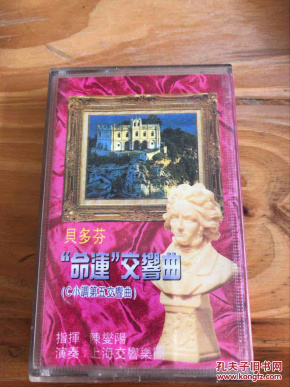 貝多芬
“命運”交響曲
(C小調第五交響曲)
指揮:陳燮陽
演奏:上海交響樂團
孔夫子旧书网